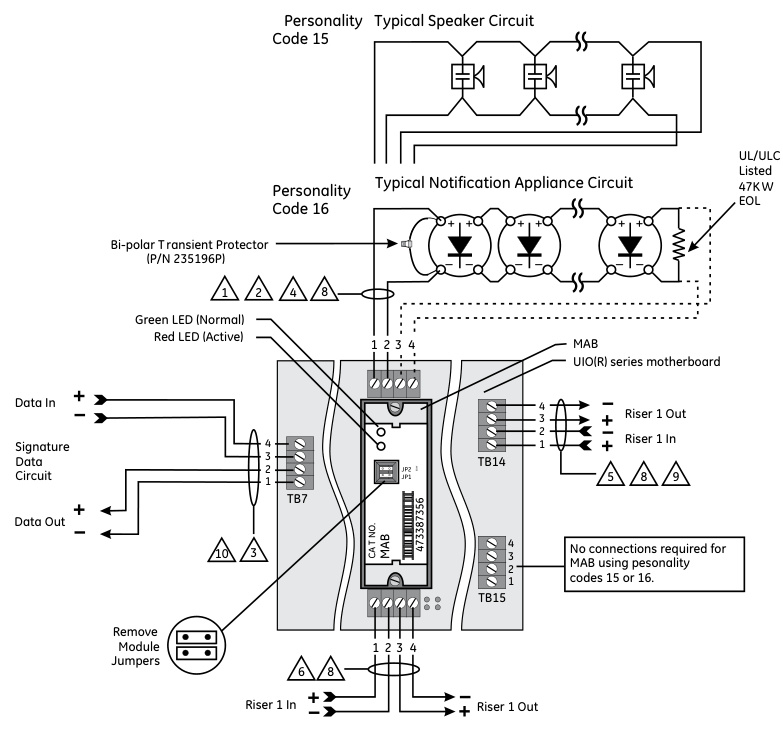 Personality
Code 15
Typical Speaker Circuit
UL/ULC
Listed
47KW
EOL
Personality
Code 16
Typical Notification Appliance Circuit
+ + + + + +
Bi-polar Transient Protector
(P/N 235196P)
− − − − − −
1 2 4 8
Green LED (Normal)
Red LED (Active)
1 2 3 4
MAB
UIO(R) series motherboard
Data In
+
−
Signature
Data
Circuit
+
Data Out
−
4
3
2
1
TB7
10 3
JP2 1
JP1
CAT NO.
MAB
473387356
4 −
3 +
2 −
1 +
Riser 1 Out
Riser 1 In
TB14
5 8 9
4
3
2
1
TB15
No connections required for
MAB using pesonality
codes 15 or 16.
Remove
Module
Jumpers
1 2 3 4
6 8
Riser 1 In
+
−
−
+
Riser 1 Out